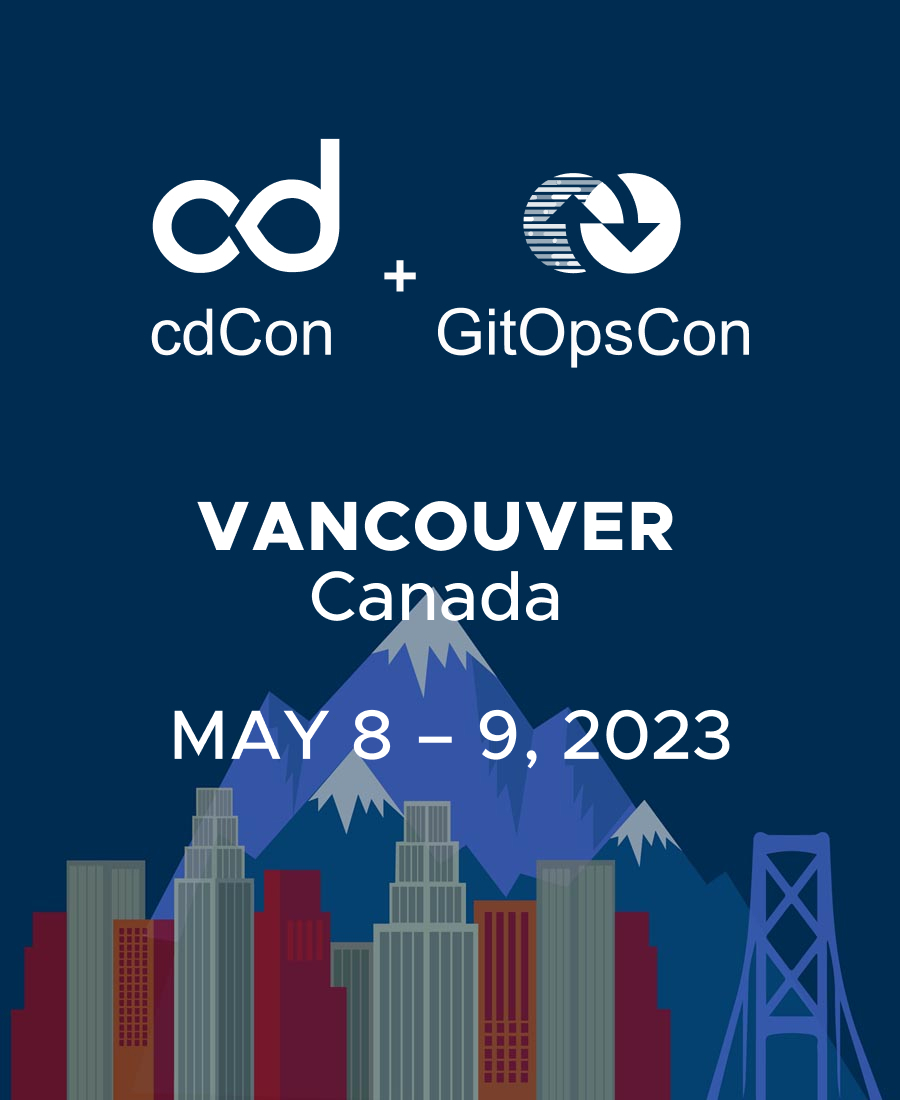 cd
+
cdCon GitOpsCon
VANCOUVER
Canada
MAY 8 – 9, 2023